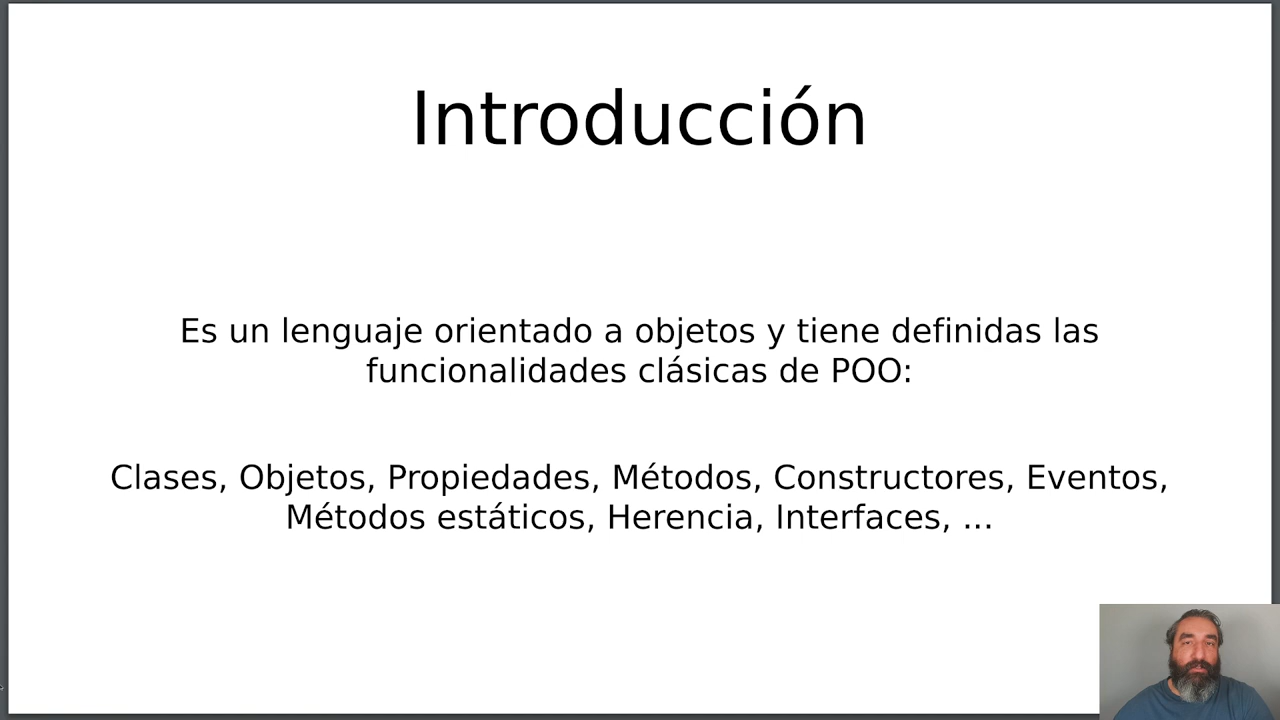 Introducción
Es un lenguaje orientado a objetos y tiene definidas las
funcionalidades clásicas de POO:
Clases, Objetos, Propiedades, Métodos, Constructores, Eventos,
Métodos estáticos, Herencia, Interfaces, ...